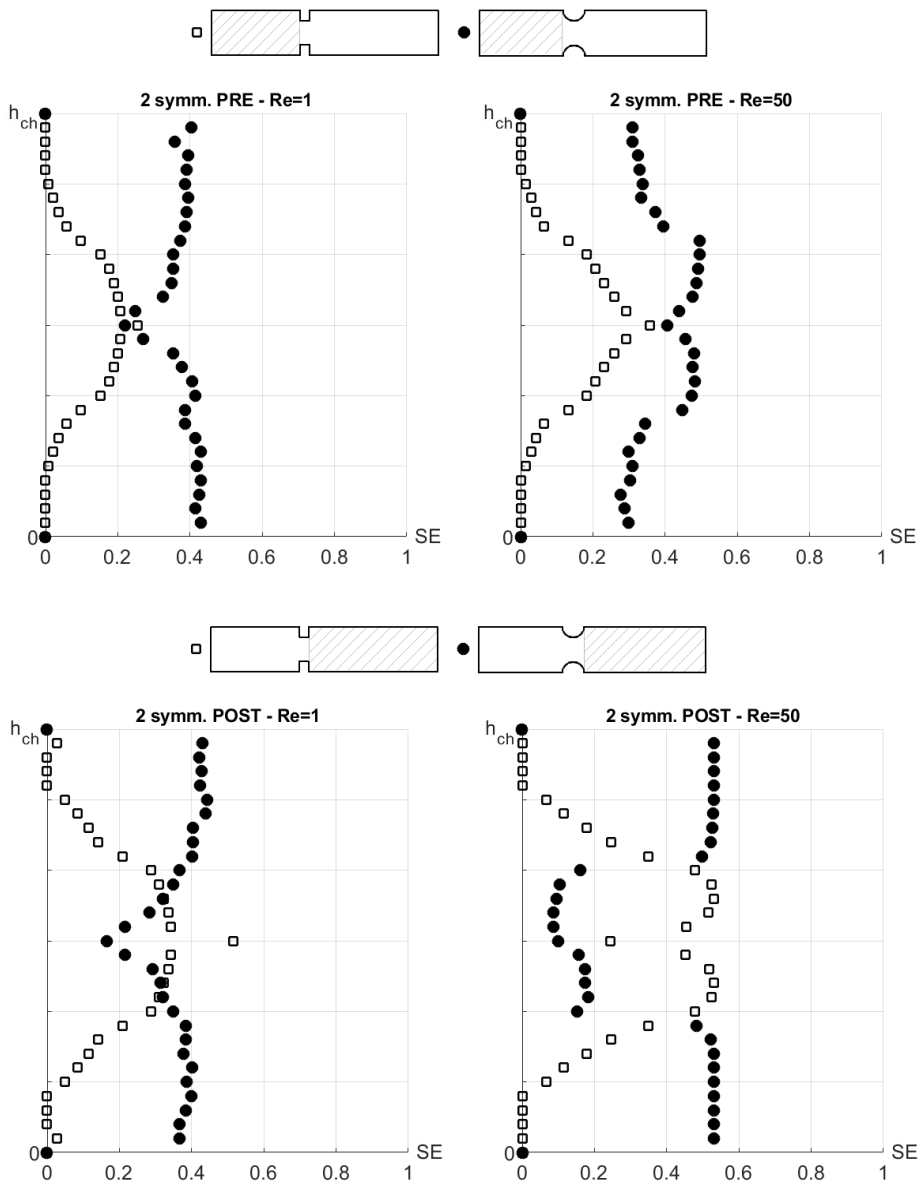 2 symm. PRE - Re=1
2 symm. PRE - Re=50
h_ch
h_ch
0 SE
0 SE
0 0.2 0.4 0.6 0.8 1
0 0.2 0.4 0.6 0.8 1
2 symm. POST - Re=1
2 symm. POST - Re=50
h_ch
h_ch
0 SE
0 SE
0 0.2 0.4 0.6 0.8 1
0 0.2 0.4 0.6 0.8 1